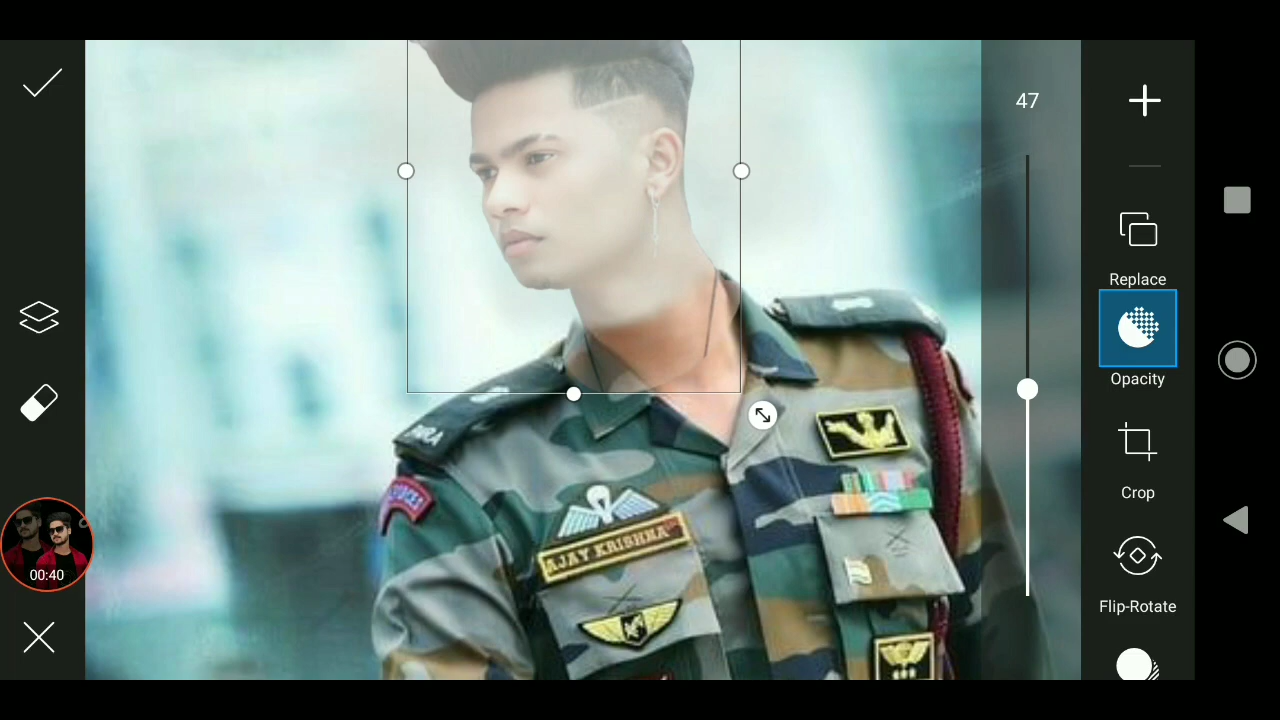 47
Replace
Opacity
Crop
Flip-Rotate
00:40
AJAY KRISHNA